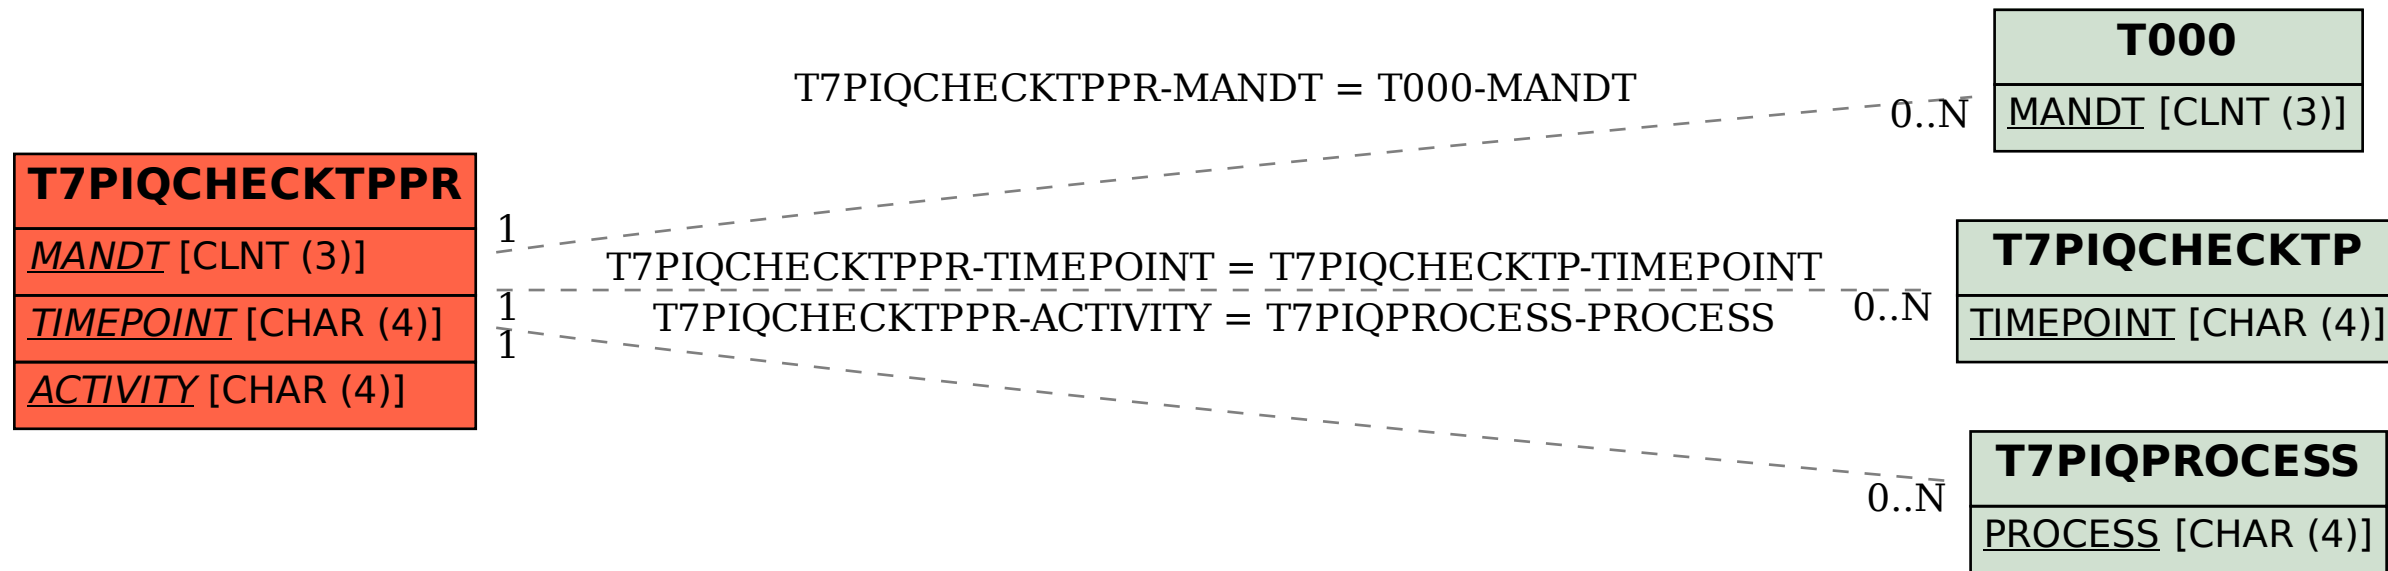 T000
MANDT [CLNT (3)]
T7PIQCHECKTPPR-MANDT = T000-MANDT
0..N
T7PIQCHECKTPPR
MANDT [CLNT (3)]
TIMEPOINT [CHAR (4)]
ACTIVITY [CHAR (4)]
1
T7PIQCHECKTPPR-TIMEPOINT = T7PIQCHECKTP-TIMEPOINT
1
0..N
T7PIQCHECKTPPR-ACTIVITY = T7PIQPROCESS-PROCESS
1
T7PIQCHECKTP
TIMEPOINT [CHAR (4)]
0..N
T7PIQPROCESS
PROCESS [CHAR (4)]